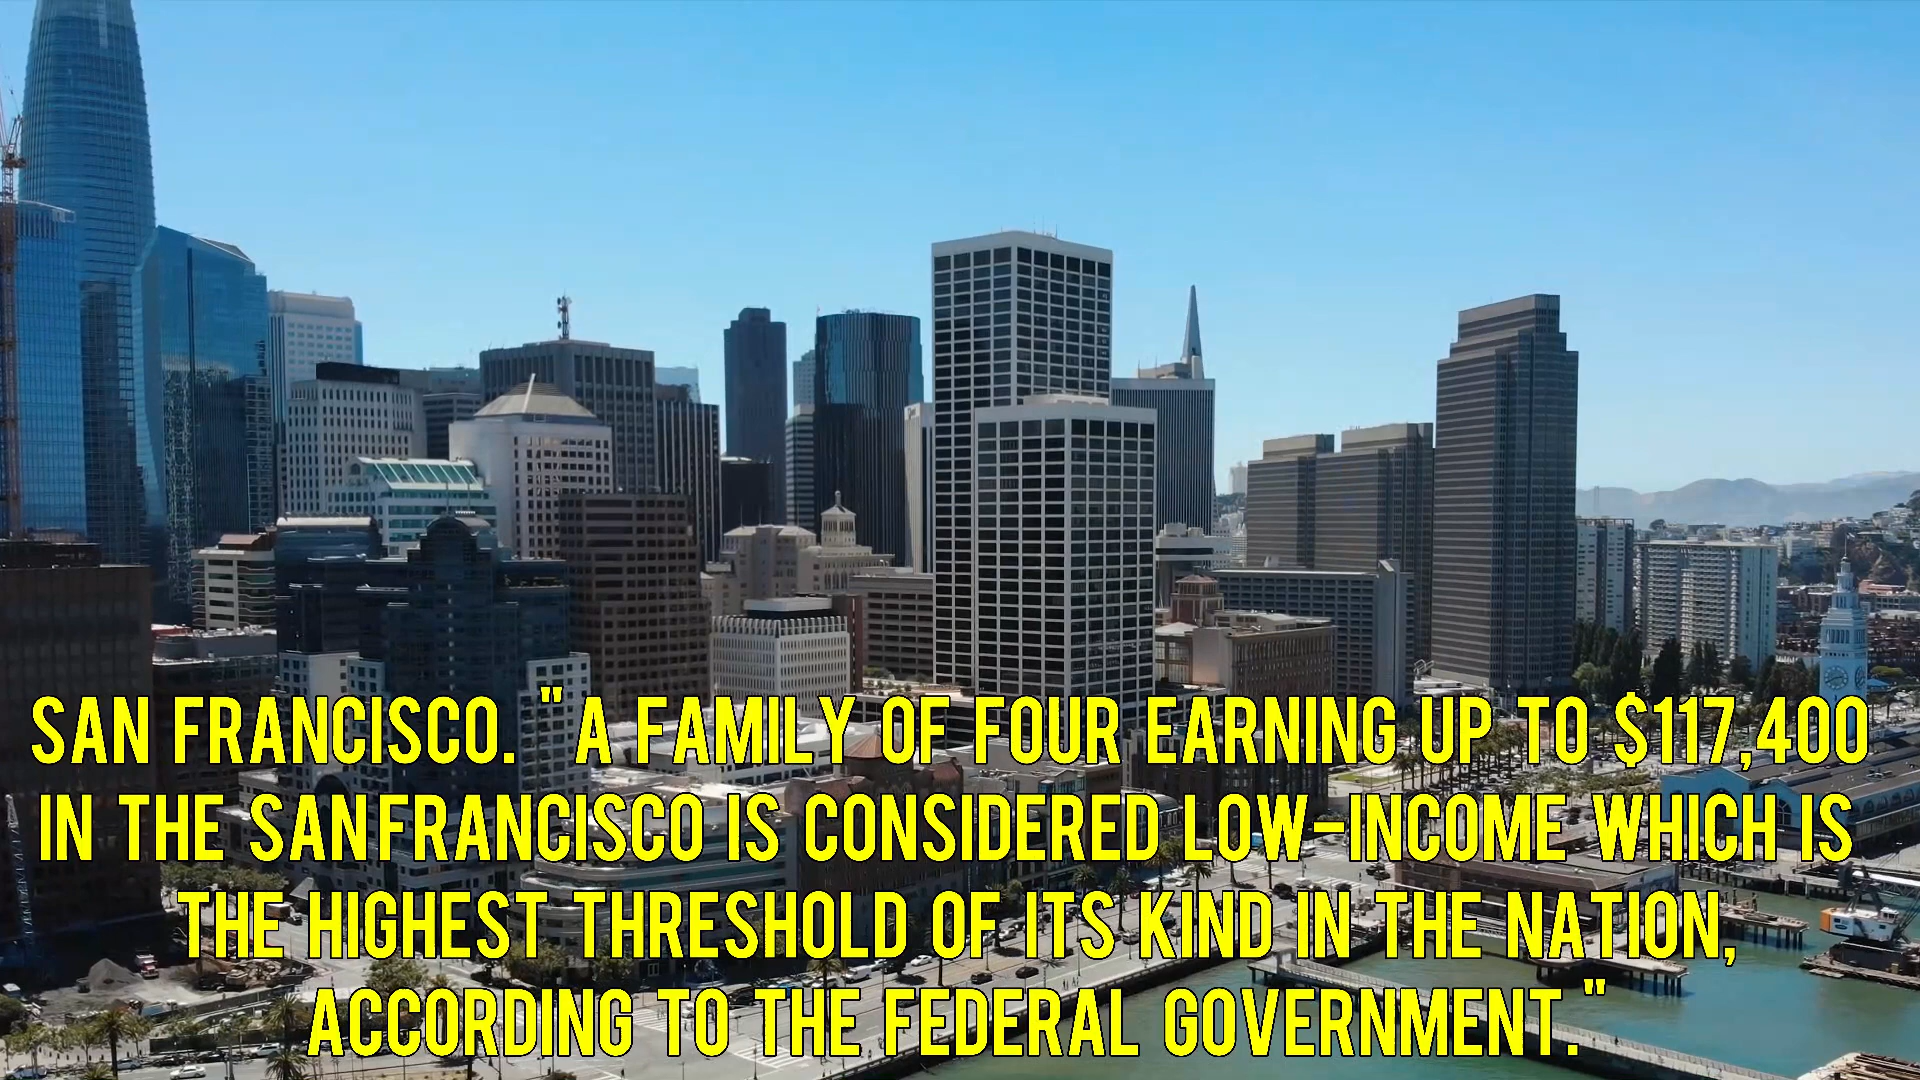 SAN FRANCISCO. "A FAMILY OF FOUR EARNING UP TO $117,400
IN THE SANFRANCISCO IS CONSIDERED LOW-INCOME WHICH IS
THE HIGHEST THRESHOLD OF ITS KIND IN THE NATION,
ACCORDING TO THE FEDERAL GOVERNMENT."